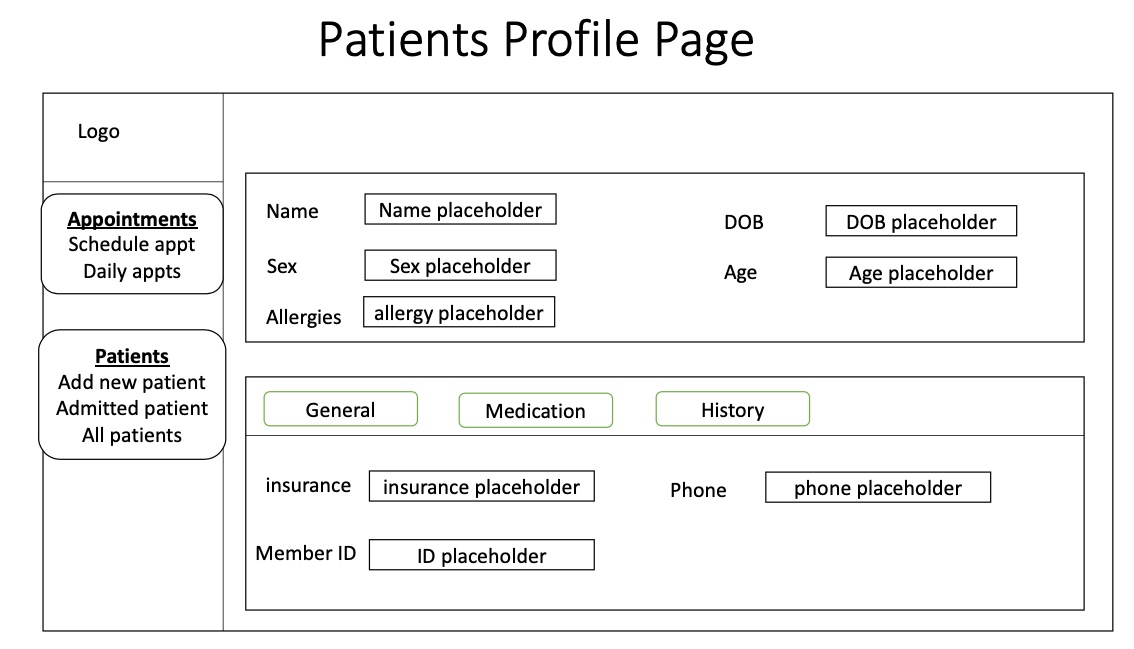 Patients Profile Page
Logo
Appointments
Schedule appt
Daily appts
Patients
Add new patient
Admitted patient
All patients
Name
Name placeholder
DOB
DOB placeholder
Sex
Sex placeholder
Age
Age placeholder
Allergies
allergy placeholder
General
Medication
History
insurance
insurance placeholder
Phone
phone placeholder
Member ID
ID placeholder